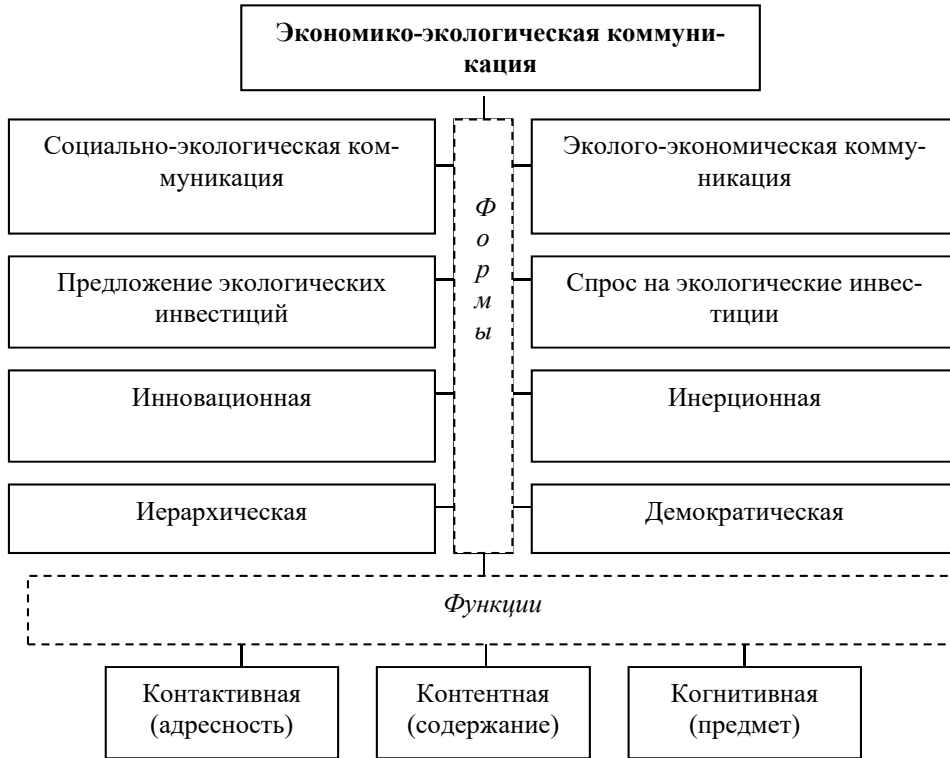 Экономико-экологическая коммуни-
кация
Социально-экологическая ком-
муникация
Эколого-экономическая комму-
никация
Формы
Предложение экологических
инвестиций
Спрос на экологические инвес-
тиции
Инновационная
Инерционная
Иерархическая
Демократическая
Функции
Контактивная
(адресность)
Контентная
(содержание)
Когнитивная
(предмет)